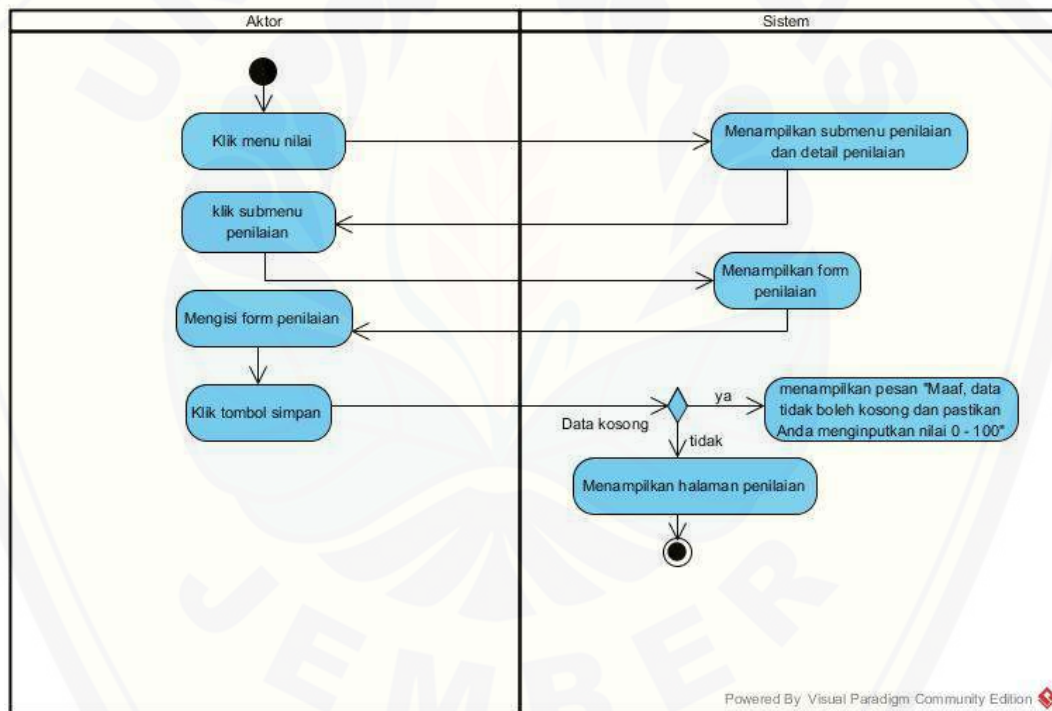 Aktor
Sistem
Klik menu nilai
Menampilkan submenu penilaian
dan detail penilaian
klik submenu
penilaian
Menampilkan form
penilaian
Mengisi form penilaian
Klik tombol simpan
Data kosong
ya
menampilkan pesan "Maaf, data
tidak boleh kosong dan pastikan
Anda menginputkan nilai 0 - 100"
tidak
Menampilkan halaman penilaian
JEMBER
Powered By Visual Paradigm Community Edition